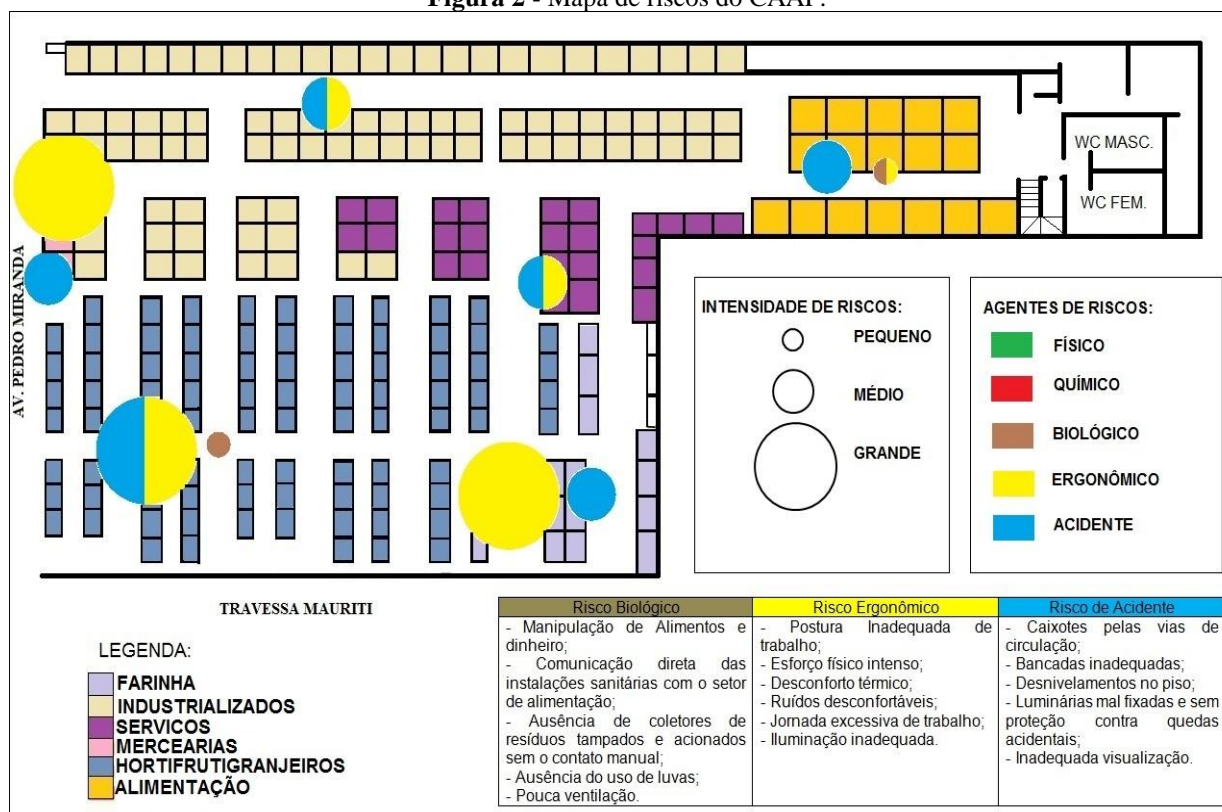 Figura 2 - Mapa de riscos do CAAF.
WC MASC.
WC FEM.
AV. PEDRO MIRANDA
INTENSIDADE DE RISCOS:
PEQUENO
MÉDIO
GRANDE
AGENTES DE RISCOS:
FÍSICO
QUÍMICO
BIOLÓGICO
ERGONÔMICO
ACIDENTE
TRAVESSA MAURITI
LEGENDA:
FARINHA
INDUSTRIALIZADOS
SERVICOS
MERCEARIAS
HORTIFRUTIGRANJEIROS
ALIMENTAÇÃO
Risco Biológico
- Manipulação de Alimentos e
dinheiro;
- Comunicação direta das
instalações sanitárias com o setor
de alimentação;
- Ausência de coletores de
resíduos tampados e acionados
sem o contato manual;
- Ausência do uso de luvas;
- Pouca ventilação.
Risco Ergonômico
- Postura Inadequada de
trabalho;
- Esforço físico intenso;
- Desconforto térmico;
- Ruídos desconfortáveis;
- Jornada excessiva de trabalho;
- Iluminação inadequada.
Risco de Acidente
- Caixotes pelas vias de
circulação;
- Bancadas inadequadas;
- Desnivelamentos no piso;
- Luminárias mal fixadas e sem
proteção contra quedas
acidentais;
- Inadequada visualização.